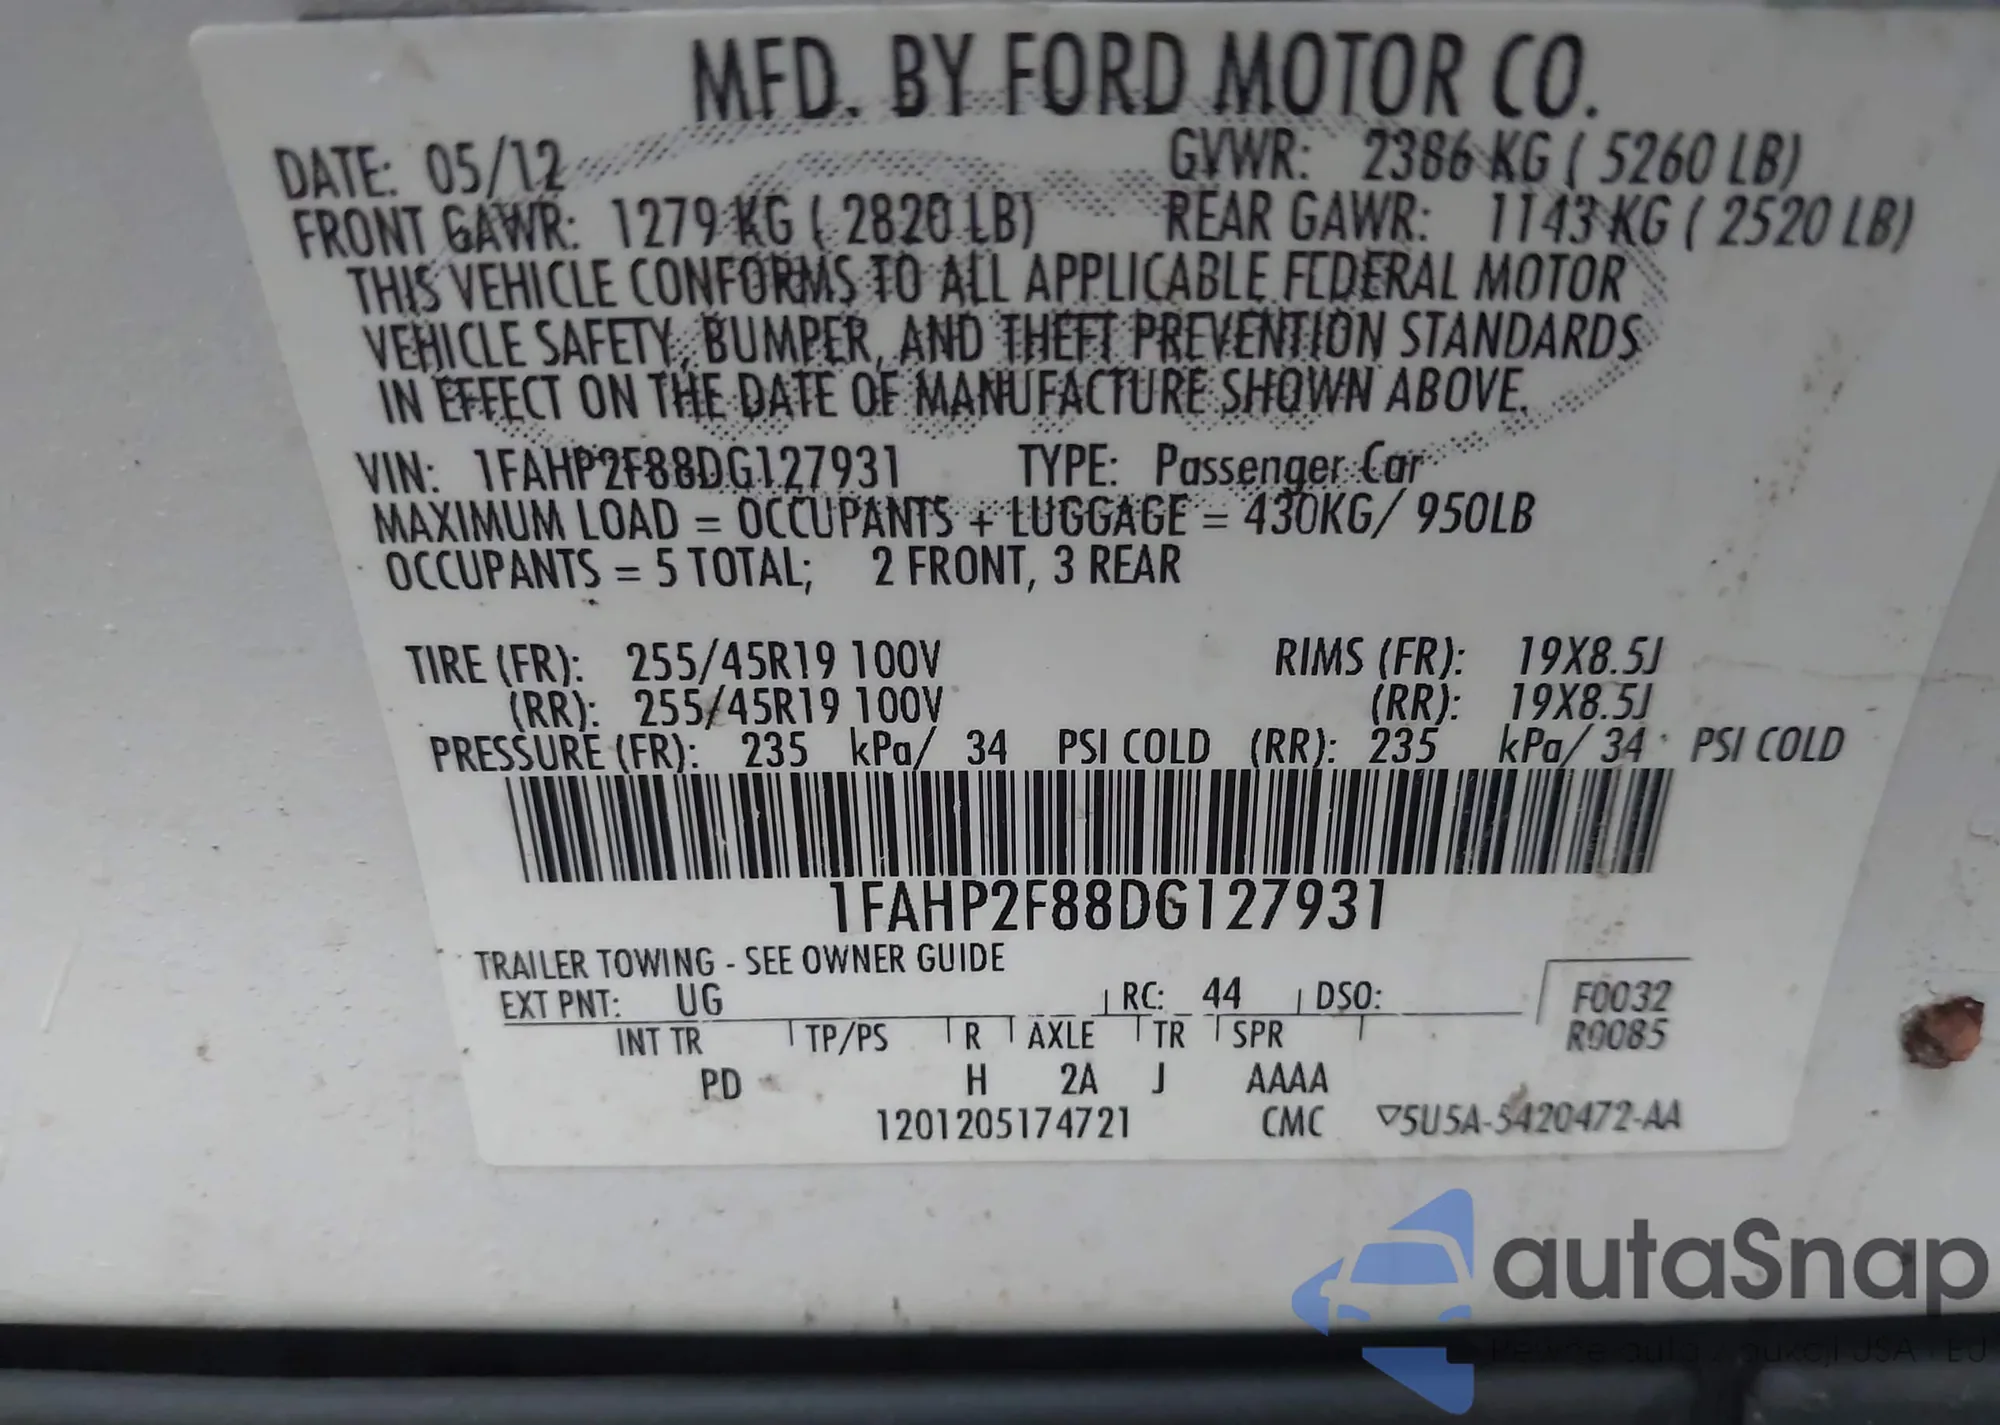 MFD. BY FORD MOTOR CO.
DATE: 05/12 GVWR: 2386 KG ( 5260 LB)
FRONT GAWR: 1279 KG ( 2820 LB) REAR GAWR: 1143 KG ( 2520 LB)
THIS VEHICLE CONFORMS TO ALL APPLICABLE FEDERAL MOTOR
VEHICLE SAFETY, BUMPER, AND THEFT PREVENTION STANDARDS
IN EFFECT ON THE DATE OF MANUFACTURE SHOWN ABOVE.
VIN: 1FAHP2F88DG127931 TYPE: Passenger Car
MAXIMUM LOAD = OCCUPANTS + LUGGAGE = 430KG/ 950LB
OCCUPANTS = 5 TOTAL; 2 FRONT, 3 REAR
TIRE (FR): 255/45R19 100V RIMS (FR): 19X8.5J
(RR): 255/45R19 100V (RR): 19X8.5J
PRESSURE (FR): 235 kPa/ 34 PSI COLD (RR): 235 kPa/ 34 PSI COLD
1FAHP2F88DG127931
TRAILER TOWING - SEE OWNER GUIDE
EXT PNT: UG RC: 44 DSO: F0032
INT TR TP/PS R AXLE TR SPR R0085
PD H 2A J AAAA
1201205174721 CMC ▽5U5A-5420472-AA
autaSnap